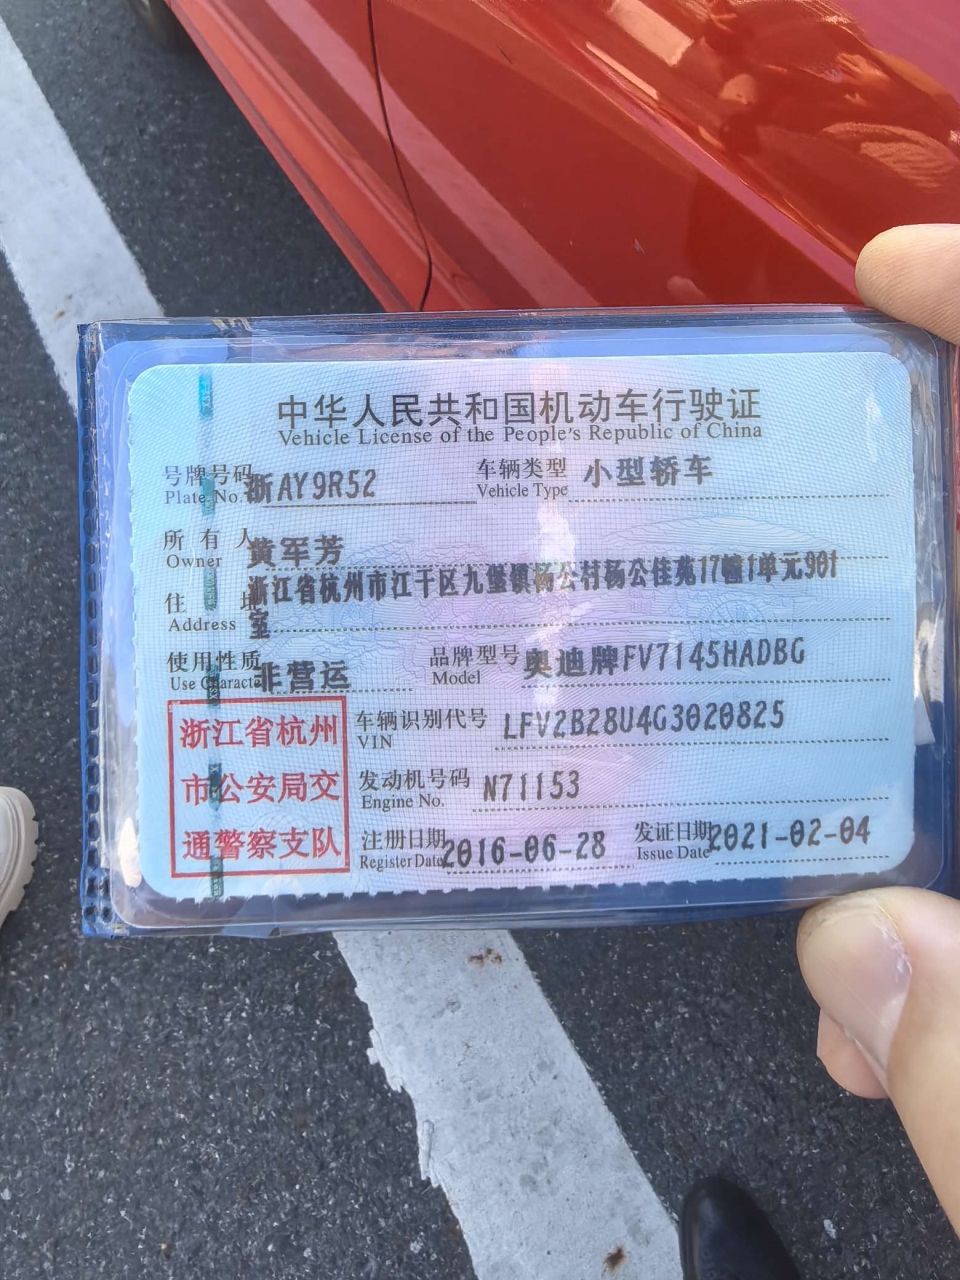 中华人民共和国机动车行驶证
Vehicle License of the People's Republic of China
号牌号码 浙AY9R52 车辆类型 小型轿车
Plate No. Vehicle Type
所有人 黄军芳
Owner
住址 浙江省杭州市江干区九堡镇杨公村杨公佳苑17幢1单元901
Address 室
使用性质 非营运 品牌型号 奥迪牌FV7145HADBG
Use Characte Model
浙江省杭州
市公安局交
通警察支队
车辆识别代号 LFV2B28U4G3020825
VIN
发动机号码 N71153
Engine No.
注册日期 2016-06-28 发证日期 2021-02-04
Register Date Issue Date